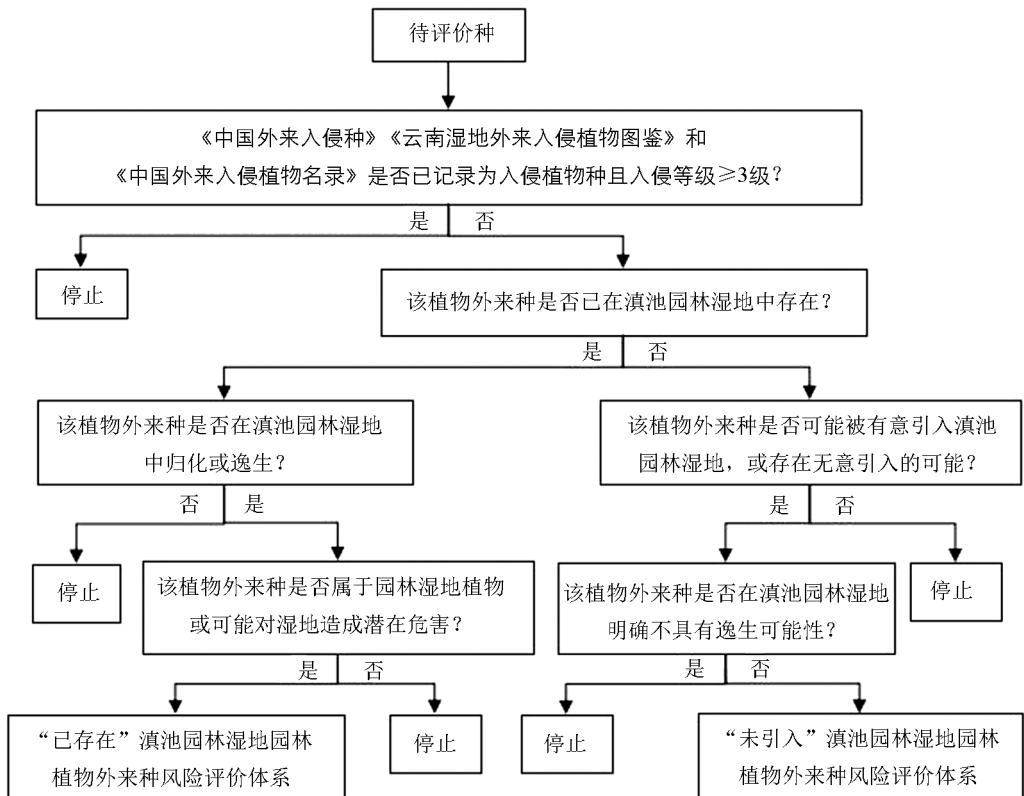 待评价种
《中国外来入侵种》《云南湿地外来入侵植物图鉴》和
《中国外来入侵植物名录》是否已记录为入侵植物种且入侵等级≥3级？
是 否
停止
该植物外来种是否已在滇池园林湿地中存在？
是 否
该植物外来种是否在滇池园林湿地
中归化或逸生？
该植物外来种是否可能被有意引入滇池
园林湿地，或存在无意引入的可能？
否 是
是 否
停止
该植物外来种是否属于园林湿地植物
或可能对湿地造成潜在危害？
该植物外来种是否在滇池园林湿地
明确不具有逸生可能性？
停止
是 否
是 否
“已存在”滇池园林湿地园林
植物外来种风险评价体系
停止
停止
“未引入”滇池园林湿地园林
植物外来种风险评价体系